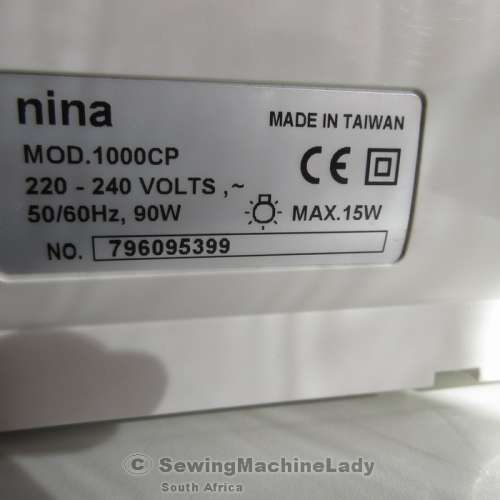 nina
MADE IN TAIWAN
MOD.1000CP
CE
220 - 240 VOLTS ,~
50/60Hz, 90W
MAX.15W
NO. 796095399
© SewingMachineLady
South Africa